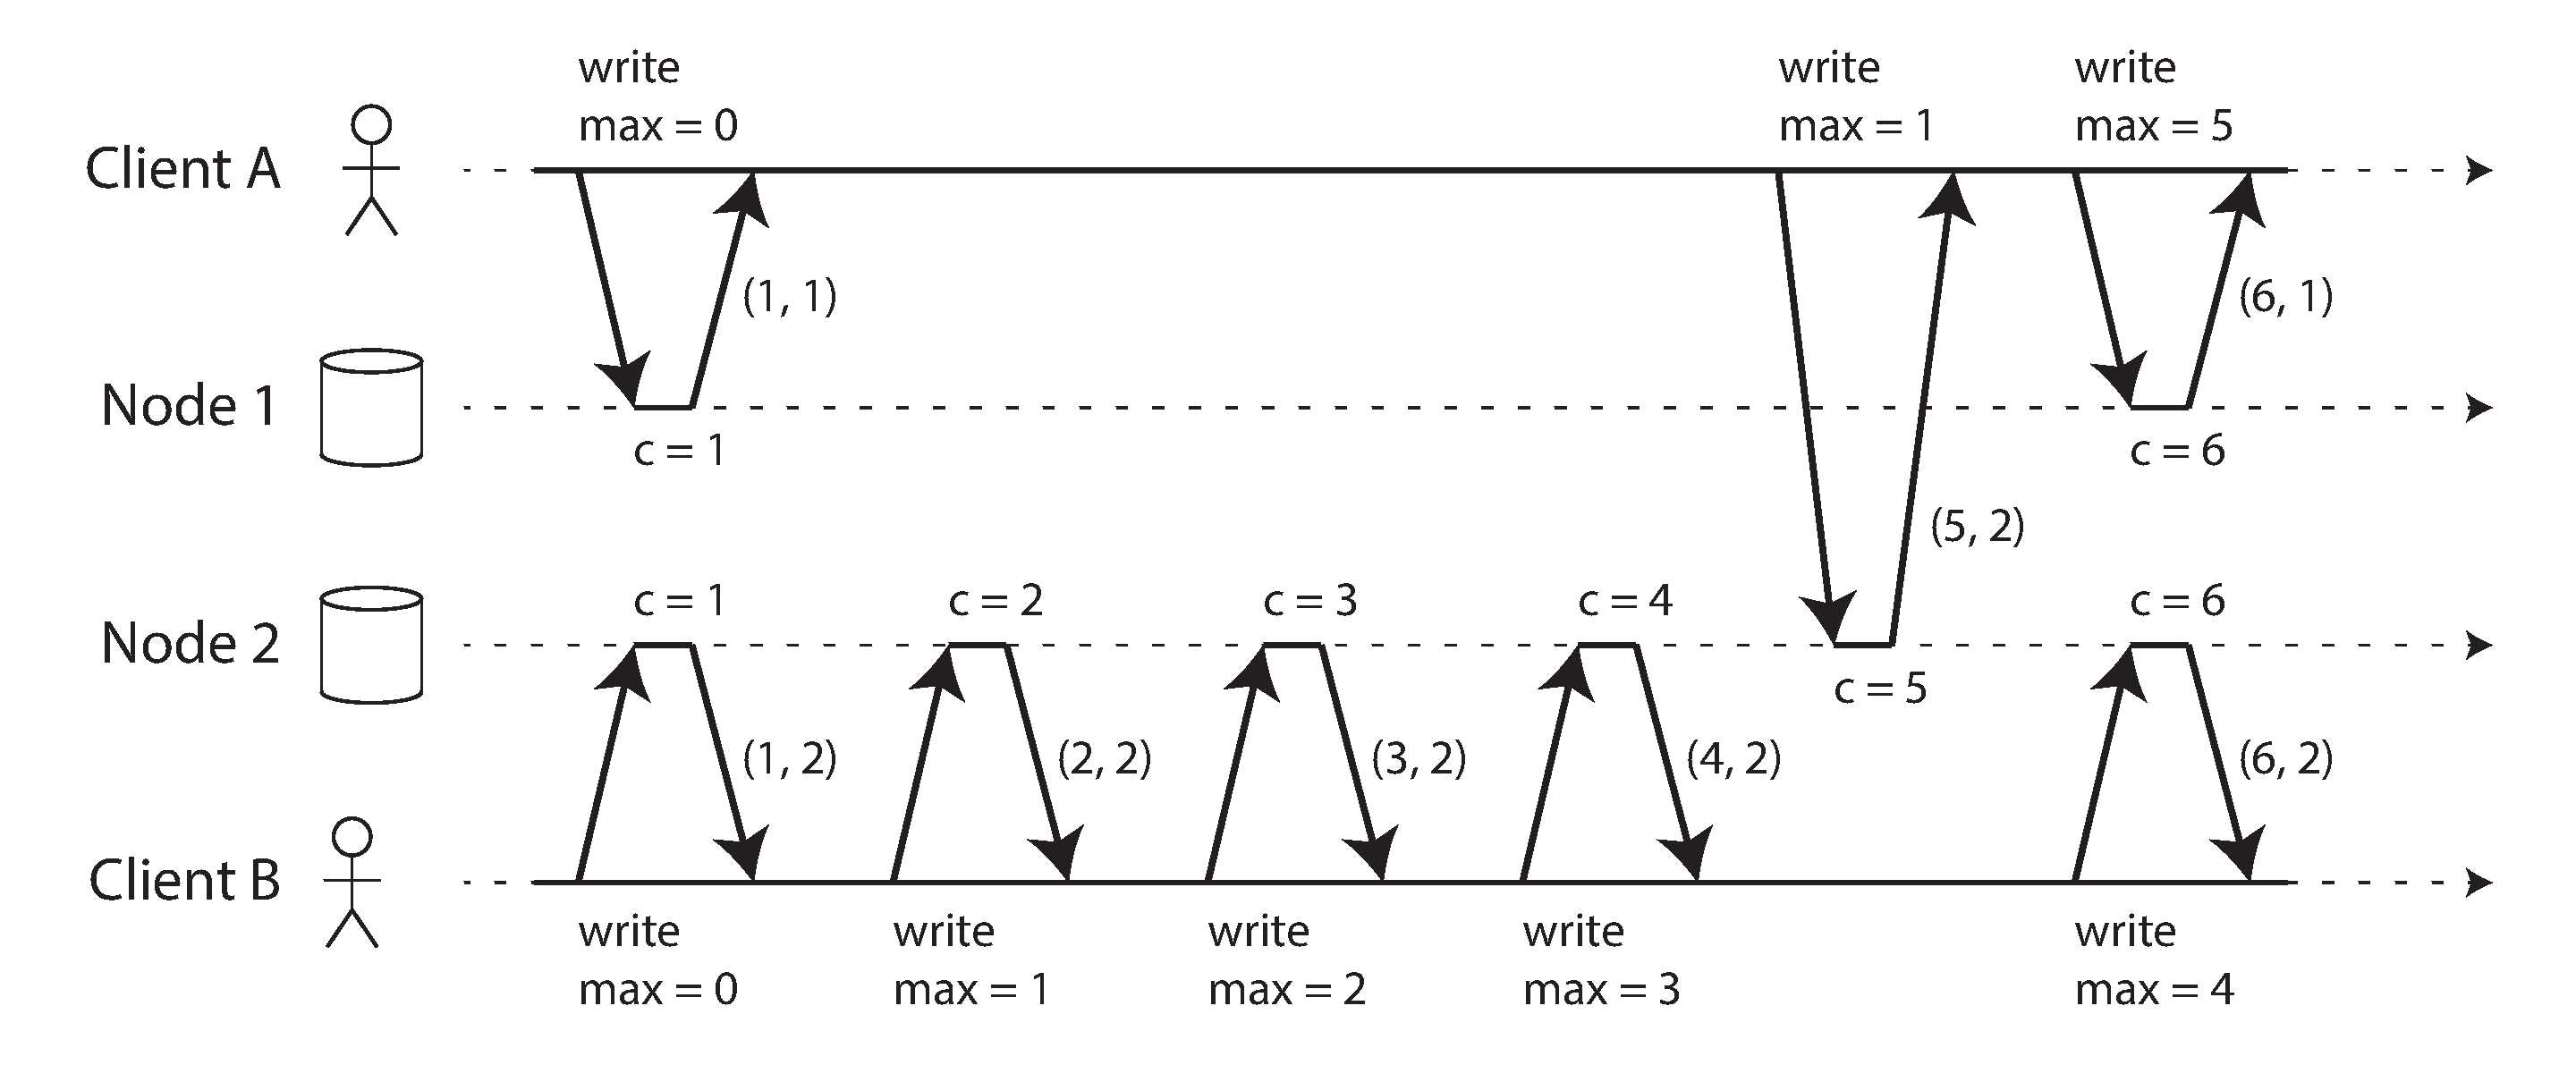 write
max = 0
write
max = 1
write
max = 5
Client A
(1, 1)
(6, 1)
Node 1
c = 1
c = 6
(5, 2)
c = 1
c = 2
c = 3
c = 4
c = 6
Node 2
c = 5
(1, 2)
(2, 2)
(3, 2)
(4, 2)
(6, 2)
Client B
write
max = 0
write
max = 1
write
max = 2
write
max = 3
write
max = 4